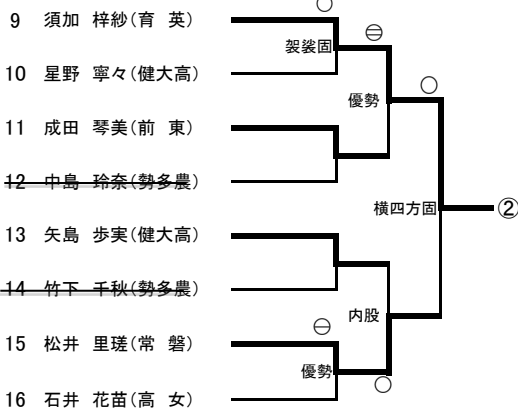 9 須加 梓紗(育 英)
袈裟固
10 星野 寧々(健大高)
優勢
11 成田 琴美(前 東)
12 中島 玲奈(勢多農)
横四方固 ②
13 矢島 歩実(健大高)
14 竹下 千秋(勢多農)
内股
15 松井 里瑳(常 磐)
優勢
16 石井 花苗(高 女)